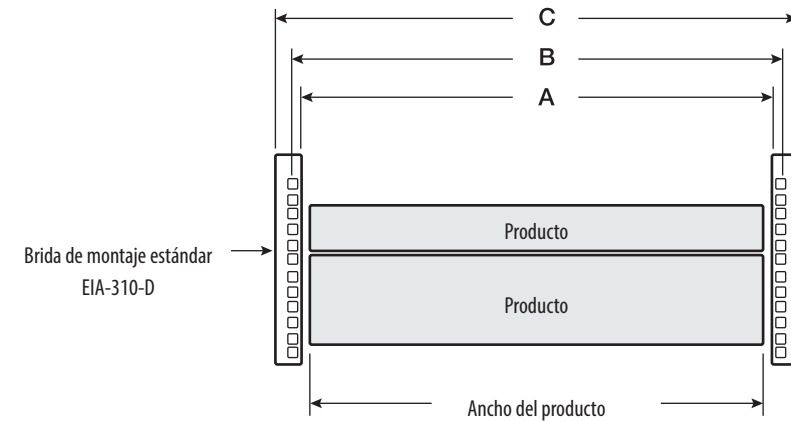 C
B
A
Producto
Brida de montaje estándar
EIA-310-D
Producto
Ancho del producto